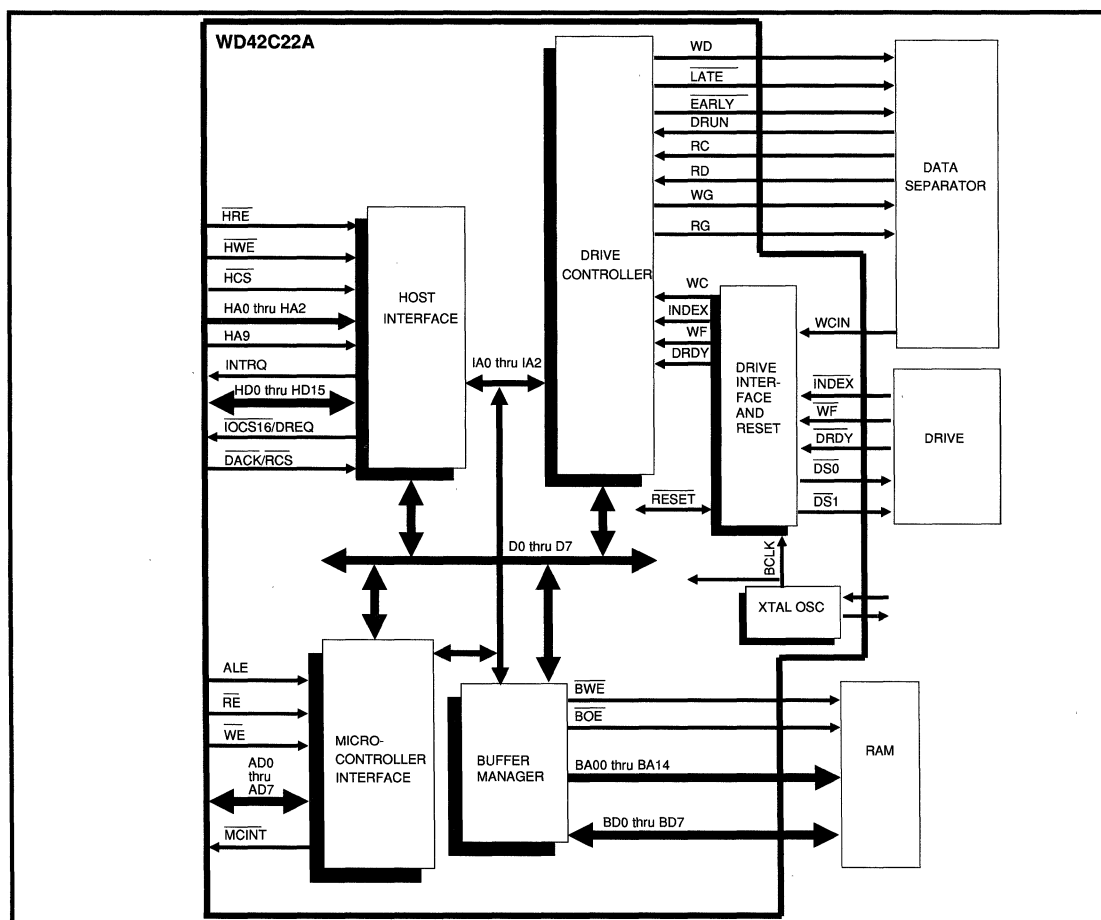 WD42C22A
HRE
HWE
HCS
HA0 thru HA2
HA9
INTRQ
HD0 thru HD15
IOCS16/DREQ
DACK/RCS
HOST
INTERFACE
IA0 thru IA2
DRIVE
CONTROLLER
WD
LATE
EARLY
DRUN
RC
RD
WG
RG
DATA
SEPARATOR
WC
INDEX
WF
DRDY
DRIVE
INTER-
FACE
AND
RESET
WCIN
INDEX
WF
DRDY
DS0
DS1
DRIVE
RESET
BCLK
XTAL OSC
D0 thru D7
ALE
RE
WE
AD0
thru
AD7
MCINT
MICRO-
CONTROLLER
INTERFACE
BUFFER
MANAGER
BWE
BOE
BA00 thru BA14
BD0 thru BD7
RAM